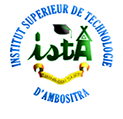 INSTITUT SUPERIEUR DE TECHNOLOGIE
ista
D'AMBOSITRA